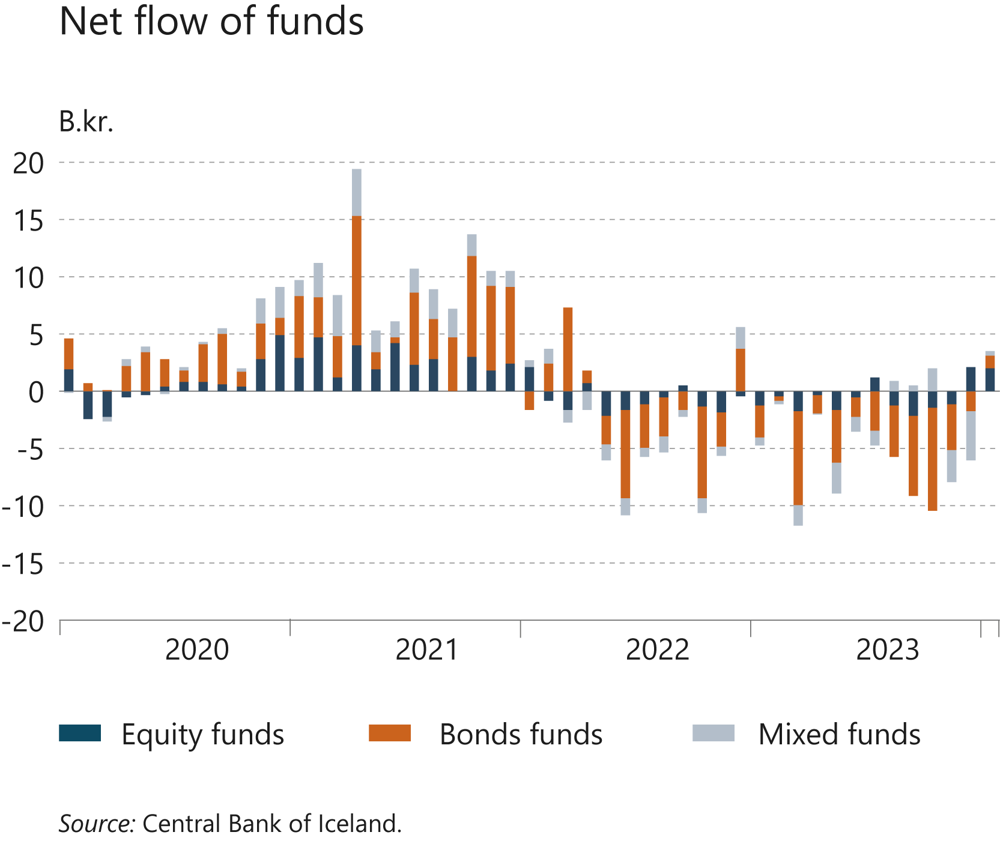 Net flow of funds
B.kr.
20
15
10
5
0
-5
-10
-15
-20
2020 2021 2022 2023
Equity funds Bonds funds Mixed funds
Source: Central Bank of Iceland.